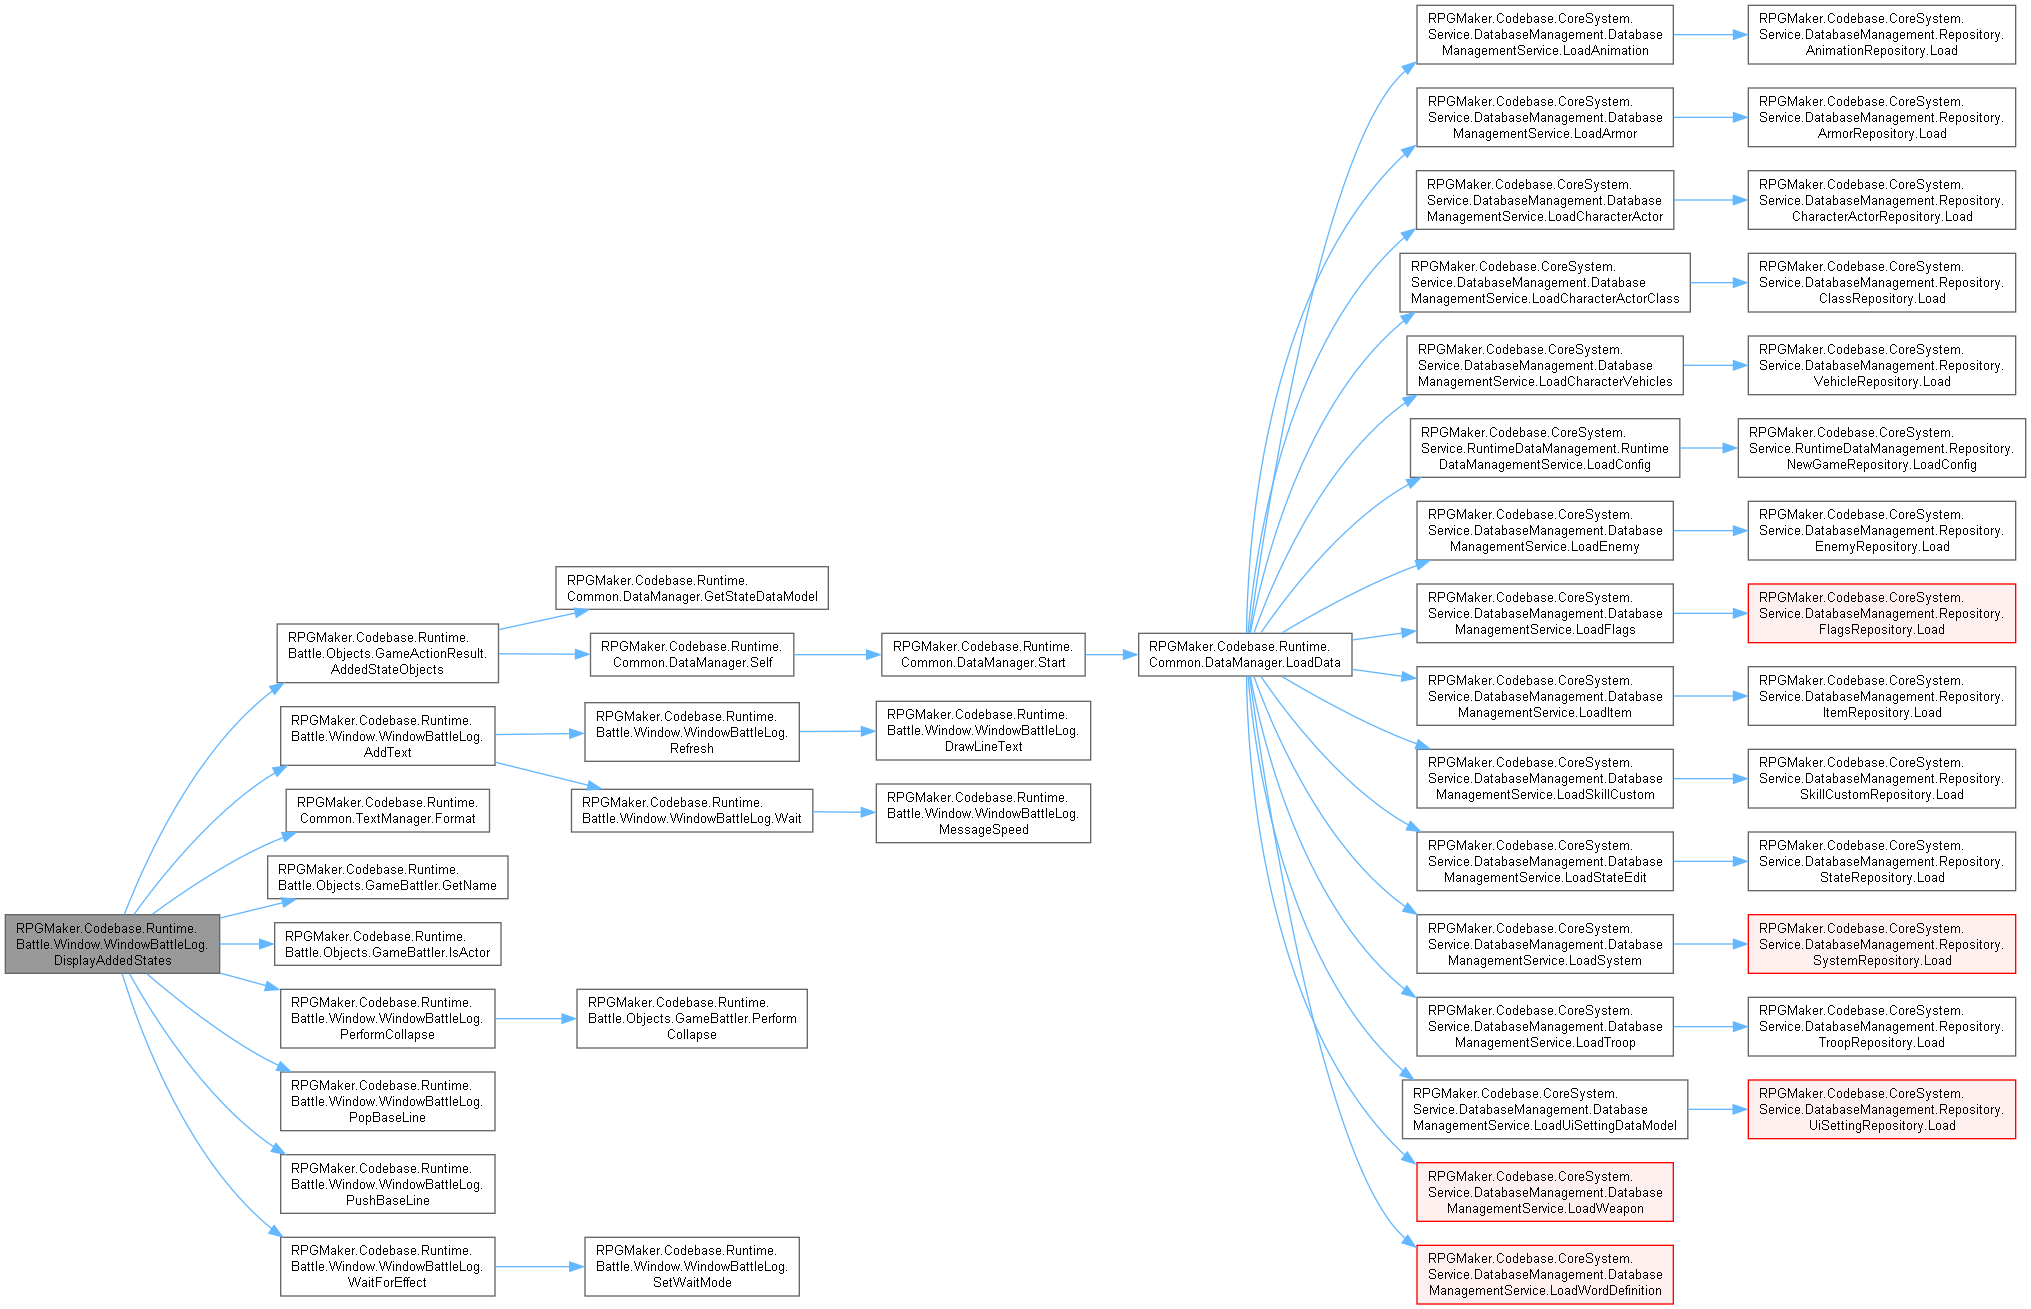 RPGMaker.Codebase.Runtime.
Battle.Window.WindowBattleLog.
DisplayAddedStates
RPGMaker.Codebase.Runtime.
Battle.Objects.GameActionResult.
AddedStateObjects
RPGMaker.Codebase.Runtime.
Battle.Window.WindowBattleLog.
AddText
RPGMaker.Codebase.Runtime.
Common.TextManager.Format
RPGMaker.Codebase.Runtime.
Battle.Objects.GameBattler.GetName
RPGMaker.Codebase.Runtime.
Battle.Objects.GameBattler.IsActor
RPGMaker.Codebase.Runtime.
Battle.Window.WindowBattleLog.
PerformCollapse
RPGMaker.Codebase.Runtime.
Battle.Window.WindowBattleLog.
PopBaseLine
RPGMaker.Codebase.Runtime.
Battle.Window.WindowBattleLog.
PushBaseLine
RPGMaker.Codebase.Runtime.
Battle.Window.WindowBattleLog.
WaitForEffect
RPGMaker.Codebase.Runtime.
Common.DataManager.GetStateDataModel
RPGMaker.Codebase.Runtime.
Common.DataManager.Self
RPGMaker.Codebase.Runtime.
Battle.Window.WindowBattleLog.
Refresh
RPGMaker.Codebase.Runtime.
Battle.Window.WindowBattleLog.Wait
RPGMaker.Codebase.Runtime.
Battle.Objects.GameBattler.Perform
Collapse
RPGMaker.Codebase.Runtime.
Battle.Window.WindowBattleLog.
SetWaitMode
RPGMaker.Codebase.Runtime.
Common.DataManager.Start
RPGMaker.Codebase.Runtime.
Battle.Window.WindowBattleLog.
DrawLineText
RPGMaker.Codebase.Runtime.
Battle.Window.WindowBattleLog.
MessageSpeed
RPGMaker.Codebase.Runtime.
Common.DataManager.LoadData
RPGMaker.Codebase.CoreSystem.
Service.DatabaseManagement.Database
ManagementService.LoadAnimation
RPGMaker.Codebase.CoreSystem.
Service.DatabaseManagement.Repository.
AnimationRepository.Load
RPGMaker.Codebase.CoreSystem.
Service.DatabaseManagement.Database
ManagementService.LoadArmor
RPGMaker.Codebase.CoreSystem.
Service.DatabaseManagement.Repository.
ArmorRepository.Load
RPGMaker.Codebase.CoreSystem.
Service.DatabaseManagement.Database
ManagementService.LoadCharacterActor
RPGMaker.Codebase.CoreSystem.
Service.DatabaseManagement.Repository.
CharacterActorRepository.Load
RPGMaker.Codebase.CoreSystem.
Service.DatabaseManagement.Database
ManagementService.LoadCharacterActorClass
RPGMaker.Codebase.CoreSystem.
Service.DatabaseManagement.Repository.
ClassRepository.Load
RPGMaker.Codebase.CoreSystem.
Service.DatabaseManagement.Database
ManagementService.LoadCharacterVehicles
RPGMaker.Codebase.CoreSystem.
Service.DatabaseManagement.Repository.
VehicleRepository.Load
RPGMaker.Codebase.CoreSystem.
Service.RuntimeDataManagement.Runtime
DataManagementService.LoadConfig
RPGMaker.Codebase.CoreSystem.
Service.RuntimeDataManagement.Repository.
NewGameRepository.LoadConfig
RPGMaker.Codebase.CoreSystem.
Service.DatabaseManagement.Database
ManagementService.LoadEnemy
RPGMaker.Codebase.CoreSystem.
Service.DatabaseManagement.Repository.
EnemyRepository.Load
RPGMaker.Codebase.CoreSystem.
Service.DatabaseManagement.Database
ManagementService.LoadFlags
RPGMaker.Codebase.CoreSystem.
Service.DatabaseManagement.Repository.
FlagsRepository.Load
RPGMaker.Codebase.CoreSystem.
Service.DatabaseManagement.Database
ManagementService.LoadItem
RPGMaker.Codebase.CoreSystem.
Service.DatabaseManagement.Repository.
ItemRepository.Load
RPGMaker.Codebase.CoreSystem.
Service.DatabaseManagement.Database
ManagementService.LoadSkillCustom
RPGMaker.Codebase.CoreSystem.
Service.DatabaseManagement.Repository.
SkillCustomRepository.Load
RPGMaker.Codebase.CoreSystem.
Service.DatabaseManagement.Database
ManagementService.LoadStateEdit
RPGMaker.Codebase.CoreSystem.
Service.DatabaseManagement.Repository.
StateRepository.Load
RPGMaker.Codebase.CoreSystem.
Service.DatabaseManagement.Database
ManagementService.LoadSystem
RPGMaker.Codebase.CoreSystem.
Service.DatabaseManagement.Repository.
SystemRepository.Load
RPGMaker.Codebase.CoreSystem.
Service.DatabaseManagement.Database
ManagementService.LoadTroop
RPGMaker.Codebase.CoreSystem.
Service.DatabaseManagement.Repository.
TroopRepository.Load
RPGMaker.Codebase.CoreSystem.
Service.DatabaseManagement.Database
ManagementService.LoadUiSettingDataModel
RPGMaker.Codebase.CoreSystem.
Service.DatabaseManagement.Repository.
UiSettingRepository.Load
RPGMaker.Codebase.CoreSystem.
Service.DatabaseManagement.Database
ManagementService.LoadWeapon
RPGMaker.Codebase.CoreSystem.
Service.DatabaseManagement.Database
ManagementService.LoadWordDefinition